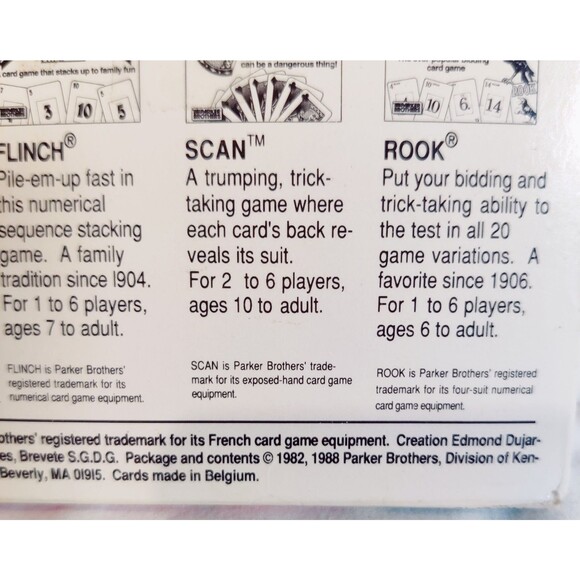 card game that stacks up to family fun
3 10 5
FLINCH®
Pile-em-up fast in
this numerical
sequence stacking
game. A family
tradition since 1904.
For 1 to 6 players,
ages 7 to adult.
FLINCH is Parker Brothers'
registered trademark for its
numerical card game equipment.
can be a dangerous thing!
SCAN™
A trumping, trick-
taking game where
each card's back re-
veals its suit.
For 2 to 6 players,
ages 10 to adult.
SCAN is Parker Brothers' trade-
mark for its exposed-hand card game
equipment.
card game
10 6 14
ROOK®
Put your bidding and
trick-taking ability to
the test in all 20
game variations. A
favorite since 1906.
For 1 to 6 players,
ages 6 to adult.
ROOK is Parker Brothers' registered
trademark for its four-suit numerical
card game equipment.
others' registered trademark for its French card game equipment. Creation Edmond Dujar-
es, Brevete S.G.D.G. Package and contents © 1982, 1988 Parker Brothers, Division of Ken-
Beverly, MA 01915. Cards made in Belgium.